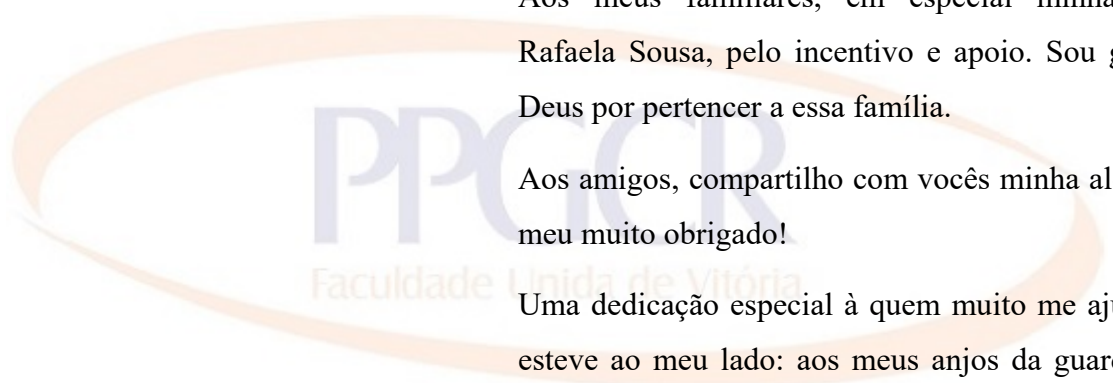 Aos meus familiares, em especial minha
Rafaela Sousa, pelo incentivo e apoio. Sou
Deus por pertencer a essa família.
Aos amigos, compartilho com vocês minha
meu muito obrigado!
Uma dedicação especial à quem muito me
esteve ao meu lado: aos meus anjos da
PPGCR
Faculdade Unida de Vitória